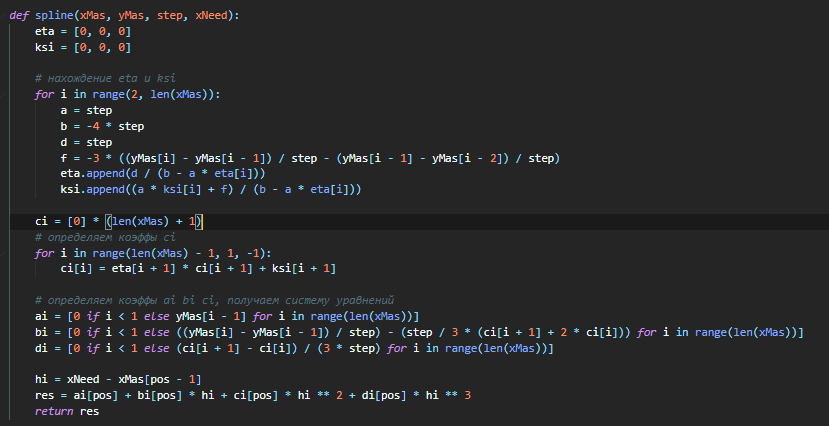 def spline(xMas, yMas, step, xNeed):
    eta = [0, 0, 0]
    ksi = [0, 0, 0]
    # нахождение eta и ksi
    for i in range(2, len(xMas)):
        a = step
        b = -4 * step
        d = step
        f = -3 * ((yMas[i] - yMas[i - 1]) / step - (yMas[i - 1] - yMas[i - 2]) / step)
        eta.append(d / (b - a * eta[i]))
        ksi.append((a * ksi[i] + f) / (b - a * eta[i]))
    ci = [0] * (len(xMas) + 1)
    # определяем коэффы ci
    for i in range(len(xMas) - 1, 1, -1):
        ci[i] = eta[i + 1] * ci[i + 1] + ksi[i + 1]
    # определяем коэффы ai bi ci, получаем систему уравнений
    ai = [0 if i < 1 else yMas[i - 1] for i in range(len(xMas))]
    bi = [0 if i < 1 else ((yMas[i] - yMas[i - 1]) / step) - (step / 3 * (ci[i + 1] + 2 * ci[i])) for i in range(len(xMas))]
    di = [0 if i < 1 else (ci[i + 1] - ci[i]) / (3 * step) for i in range(len(xMas))]
    hi = xNeed - xMas[pos - 1]
    res = ai[pos] + bi[pos] * hi + ci[pos] * hi ** 2 + di[pos] * hi ** 3
    return res